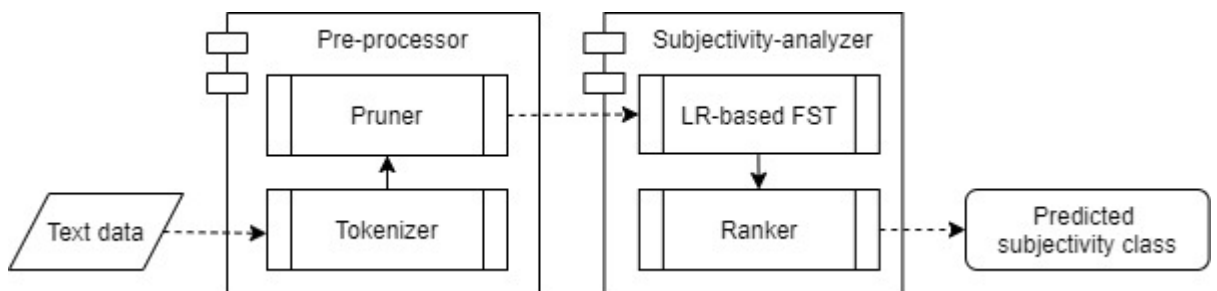 Pre-processor
Subjectivity-analyzer
Pruner
LR-based FST
Text data
Tokenizer
Ranker
Predicted
subjectivity class